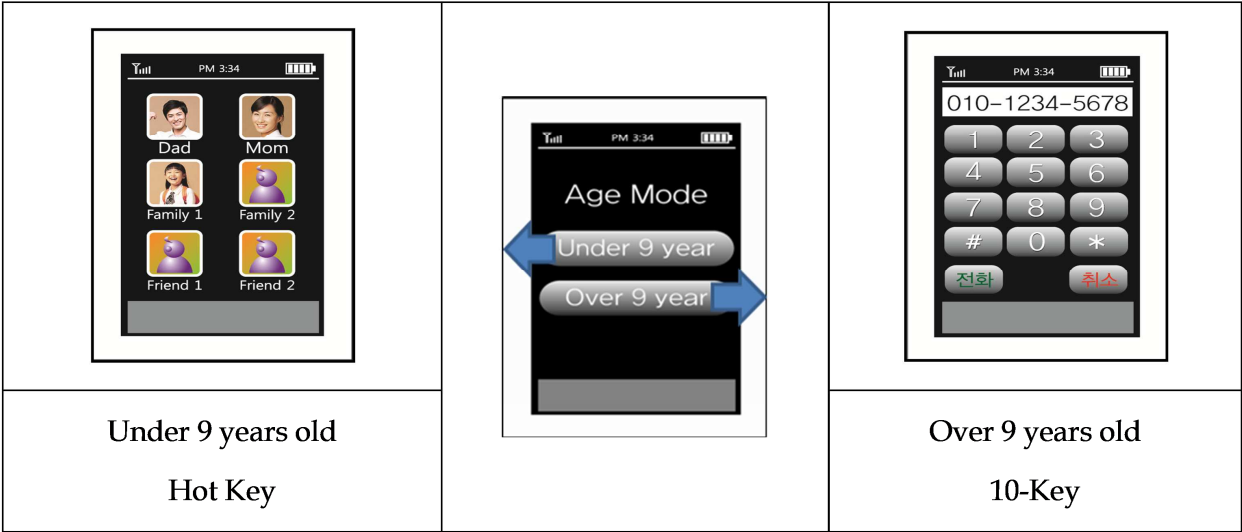 PM 3:34
Dad Mom
Family 1 Family 2
Friend 1 Friend 2
Under 9 years old
Hot Key
PM 3:34
Age Mode
Under 9 year
Over 9 year
PM 3:34
010-1234-5678
1 2 3
4 5 6
7 8 9
# 0 *
전화 취소
Over 9 years old
10-Key